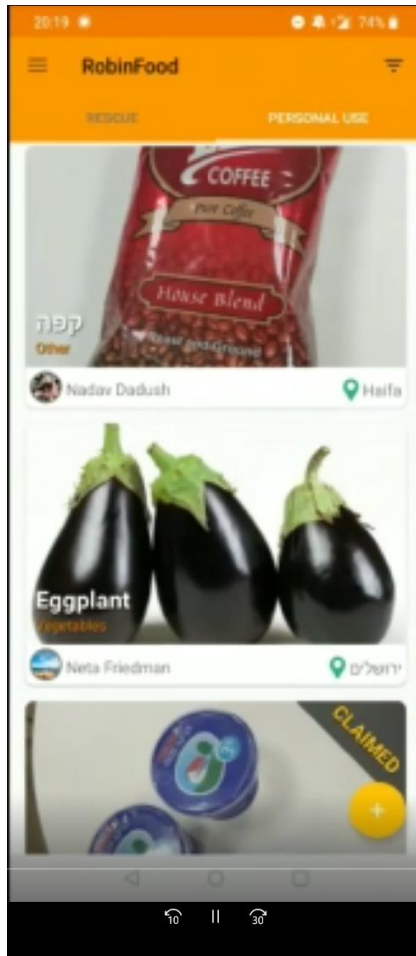 20:19
74%
RobinFood
RESCUE
PERSONAL USE
COFFEE
Pure Coffee
House Blend
Roast and Ground
קפה
Other
Nadav Dadush
Haifa
Eggplant
Vegetables
Neta Friedman
ירושלים
CLAIMED
+
10
30